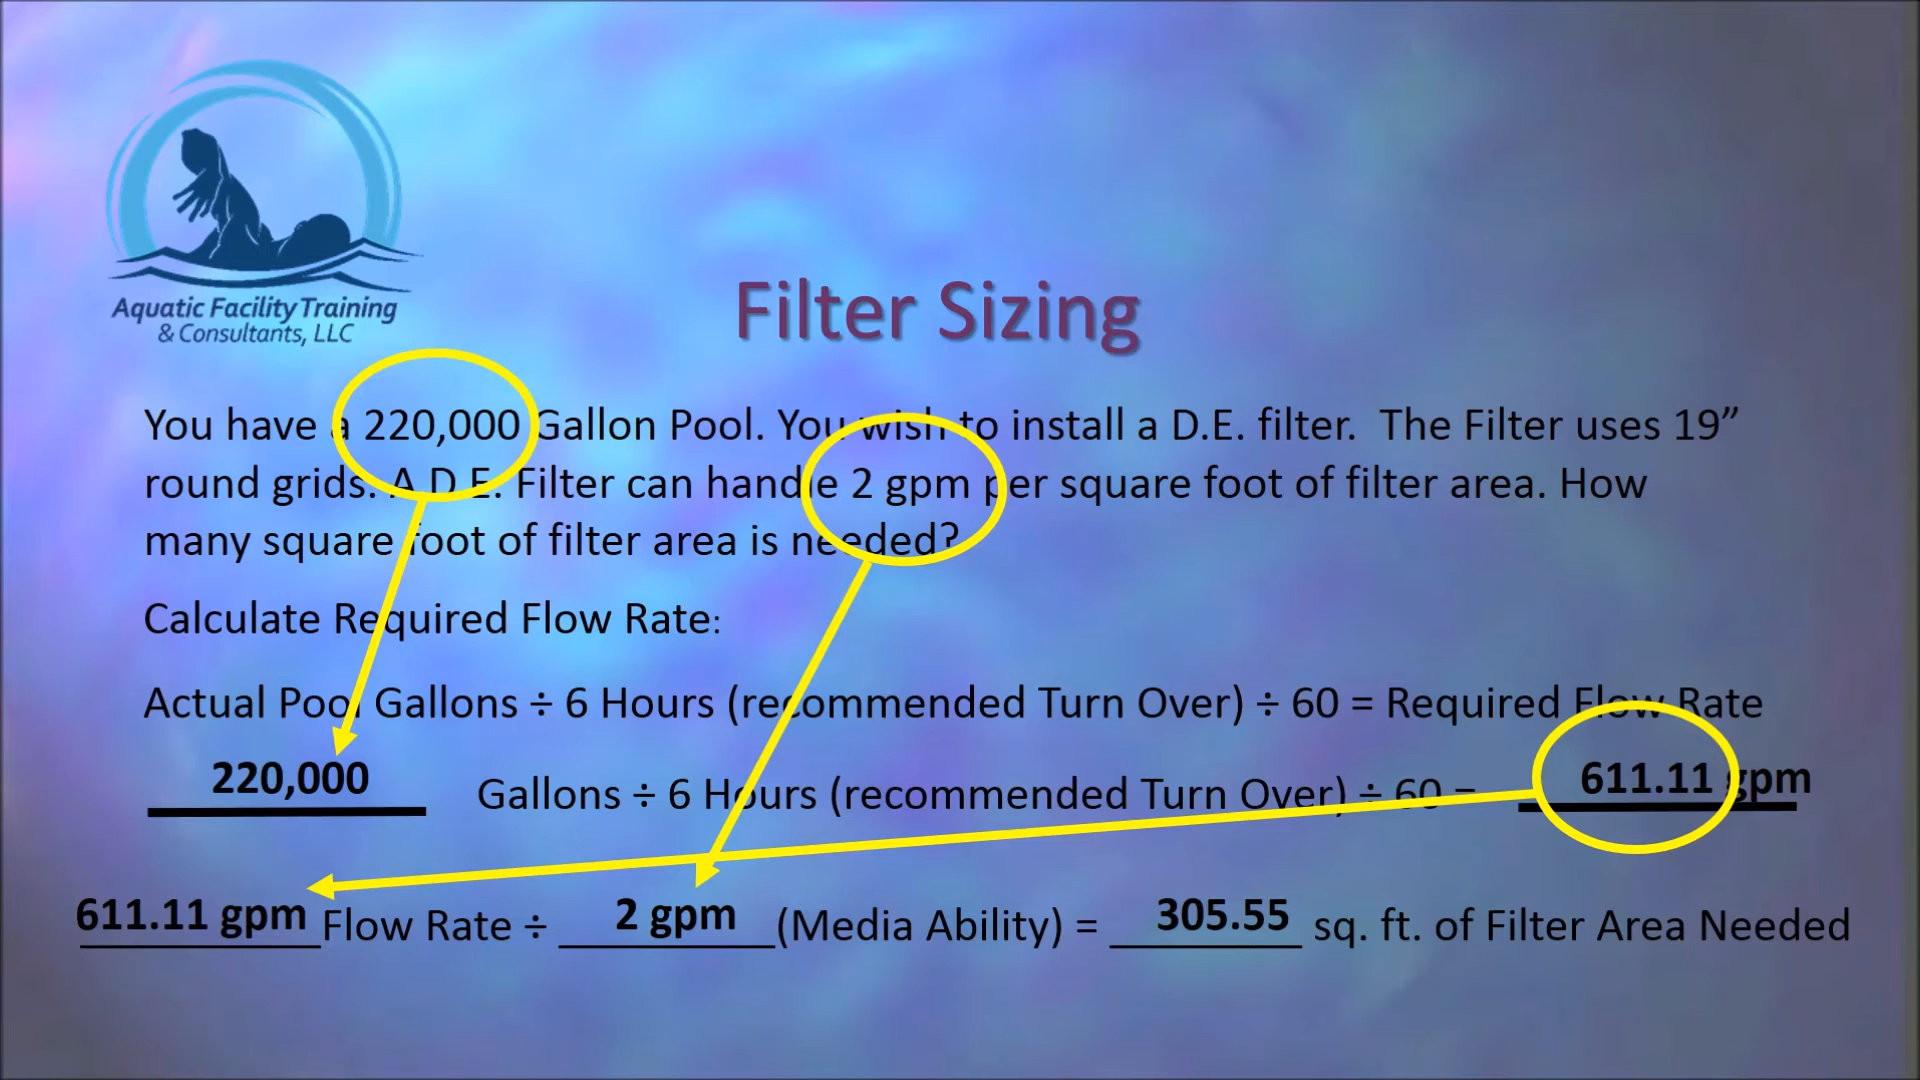 Aquatic Facility Training
& Consultants, LLC
Filter Sizing
You have a 220,000 Gallon Pool. You wish to install a D.E. filter. The Filter uses 19”
round grids. A D.E. Filter can handle 2 gpm per square foot of filter area. How
many square foot of filter area is needed?
Calculate Required Flow Rate:
Actual Pool Gallons ÷ 6 Hours (recommended Turn Over) ÷ 60 = Required Flow Rate
220,000 Gallons ÷ 6 Hours (recommended Turn Over) ÷ 60 = 611.11 gpm
611.11 gpm Flow Rate ÷ 2 gpm (Media Ability) = 305.55 sq. ft. of Filter Area Needed